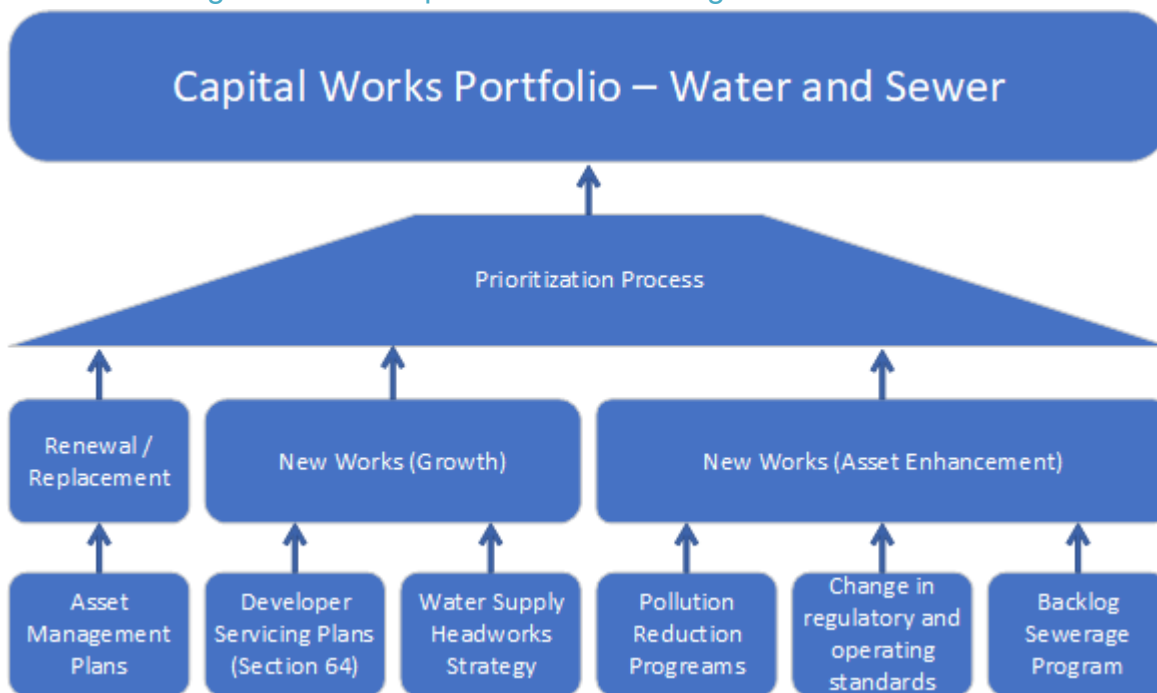 Capital Works Portfolio – Water and Sewer
Prioritization Process
Renewal /
Replacement
New Works (Growth)
New Works (Asset Enhancement)
Asset
Management
Plans
Developer
Servicing Plans
(Section 64)
Water Supply
Headworks
Strategy
Pollution
Reduction
Progreams
Change in
regulatory and
operating
standards
Backlog
Sewerage
Program